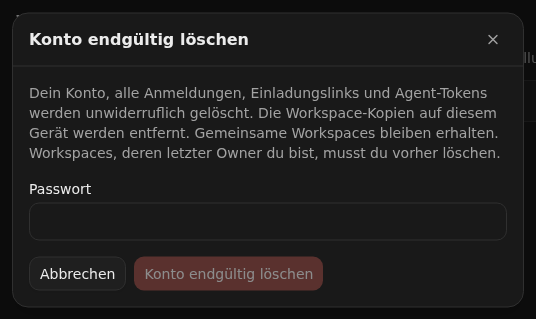 Konto endgültig löschen
Dein Konto, alle Anmeldungen, Einladungslinks und Agent-Tokens
werden unwiderruflich gelöscht. Die Workspace-Kopien auf diesem
Gerät werden entfernt. Gemeinsame Workspaces bleiben erhalten.
Workspaces, deren letzter Owner du bist, musst du vorher löschen.
Passwort
Abbrechen
Konto endgültig löschen